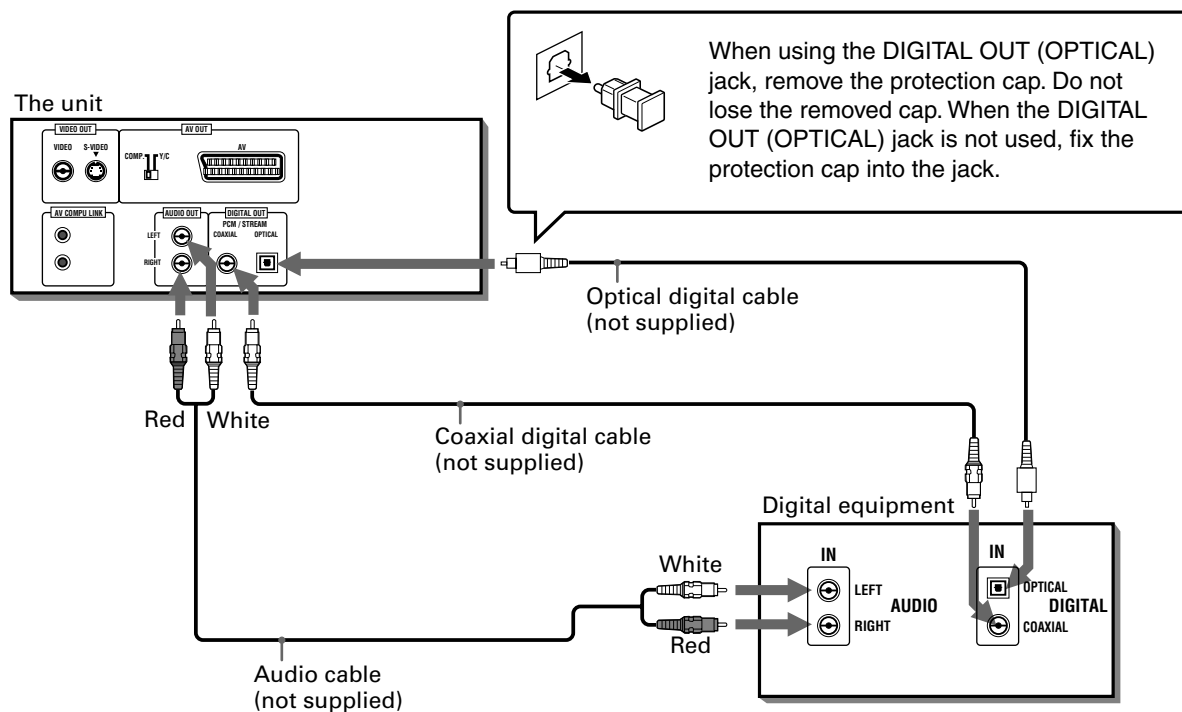 When using the DIGITAL OUT (OPTICAL)
jack, remove the protection cap. Do not
lose the removed cap. When the DIGITAL
OUT (OPTICAL) jack is not used, fix the
protection cap into the jack.
The unit
VIDEO OUT
VIDEO S-VIDEO
AV OUT
COMP. Y/C
AV
AV COMPU LINK
AUDIO OUT
LEFT
RIGHT
DIGITAL OUT
PCM / STREAM
COAXIAL OPTICAL
Optical digital cable
(not supplied)
Red White
Coaxial digital cable
(not supplied)
Digital equipment
White
Red
IN
LEFT
RIGHT
AUDIO
IN
OPTICAL
DIGITAL
COAXIAL
Audio cable
(not supplied)